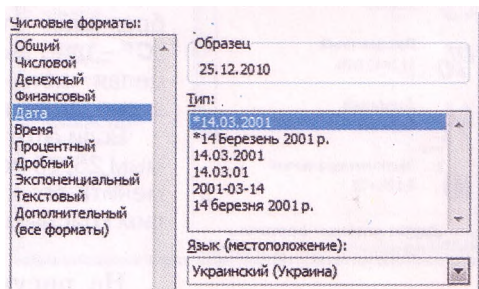 Числовые форматы:
Общий
Числовой
Денежный
Финансовый
Дата
Время
Процентный
Дробный
Экспоненциальный
Текстовый
Дополнительный
(все форматы)
Образец
25.12.2010
Тип:
*14.03.2001
*14 Березень 2001 р.
14.03.2001
14.03.01
2001-03-14
14 березня 2001 р.
Язык (местоположение):
Украинский (Украина)